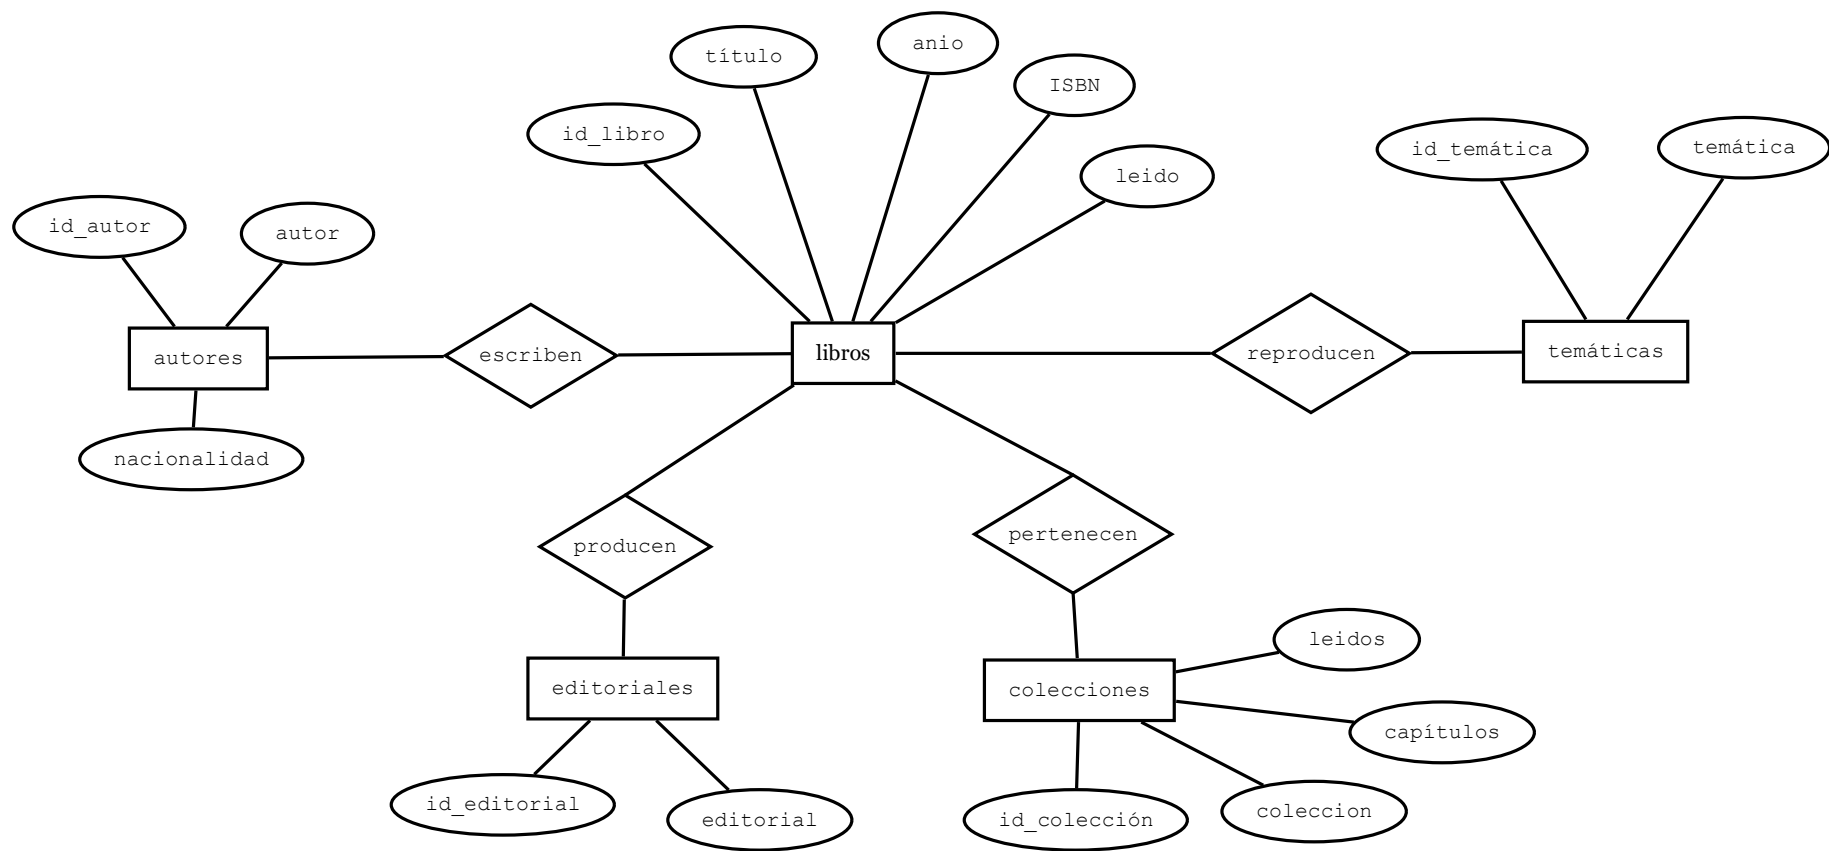 anio
título
ISBN
id_libro
temática
id_temática
leido
id_autor
autor
libros
temáticas
reproducen
escriben
autores
nacionalidad
pertenecen
producen
leidos
editoriales
colecciones
capítulos
id_editorial
coleccion
editorial
id_colección